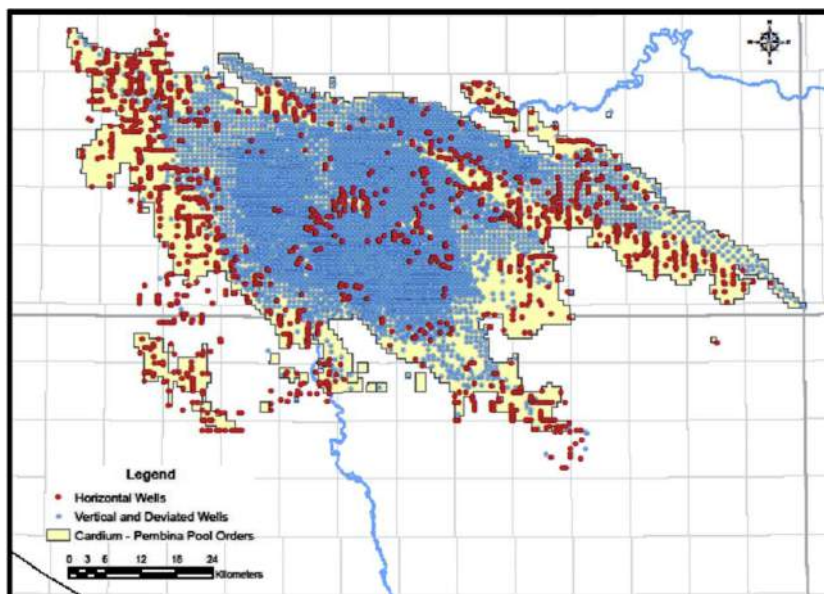 Legend
Horizontal Wells
Vertical and Deviated Wells
Cardium - Pembina Pool Orders
0 3 6 12 18 24
Kilometers